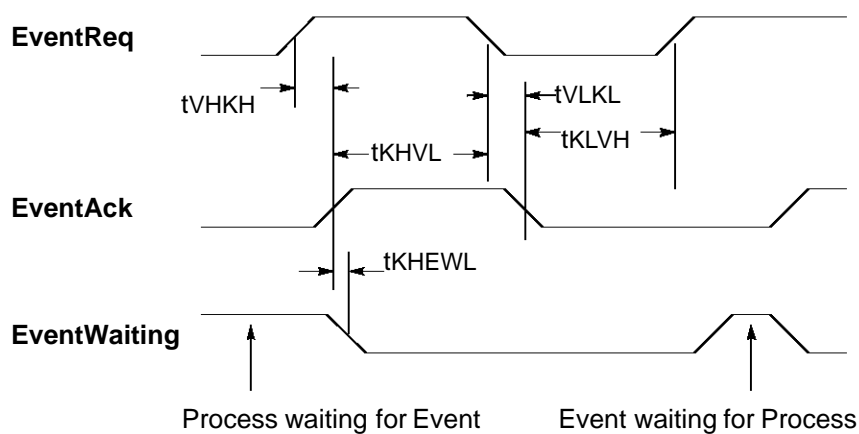 EventReq
tVHKH
tVLKL
tKHVL
tKLVH
EventAck
tKHEWL
EventWaiting
Process waiting for Event
Event waiting for Process